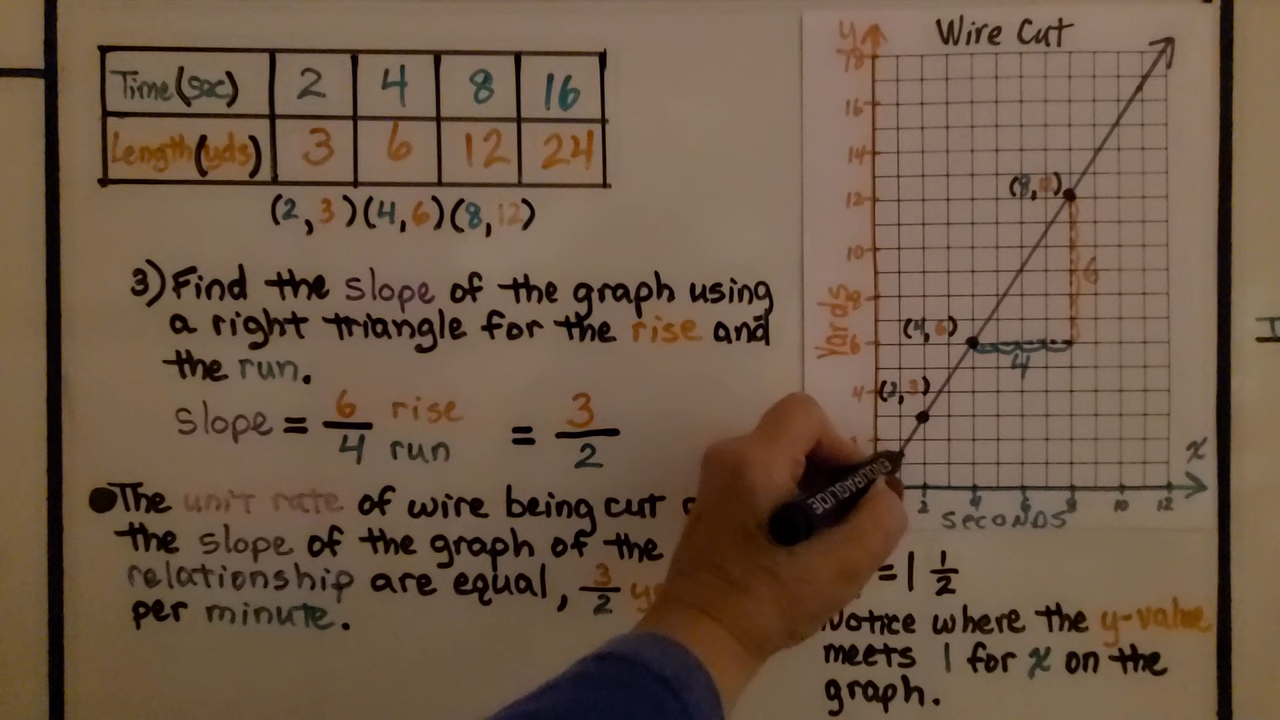 Time(sec) 2 4 8 16
Length(yds) 3 6 12 24
(2,3)(4,6)(8,12)
3) Find the slope of the graph using
a right triangle for the rise and
the run.
slope = 6/4 rise/run = 3/2
The unit rate of wire being cut
the slope of the graph of the
relationship are equal, 3/2
per minute.
Wire Cut
y
18
16
14
12
10
8
6
4
Yards
(8,
(4,6)
(2,3)
6
4
x
2 4 6 8 10 12
SECONDS
ENDURAGLIDE
= 1 1/2
Notice where the y-value
meets 1 for x on the
graph.